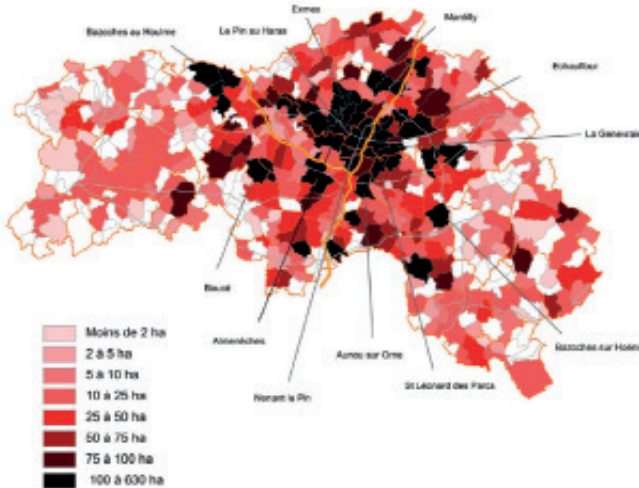 Exmes
Bazoches au Houlme
Le Pin au Haras
Echauffour
La Genevraie
Boucé
Almenêches
Aunou sur Orne
Bazoches sur Hoëne
St Léonard des Parcs
Nonant le Pin
Moins de 2 ha
2 à 5 ha
5 à 10 ha
10 à 25 ha
25 à 50 ha
50 à 75 ha
75 à 100 ha
100 à 630 ha